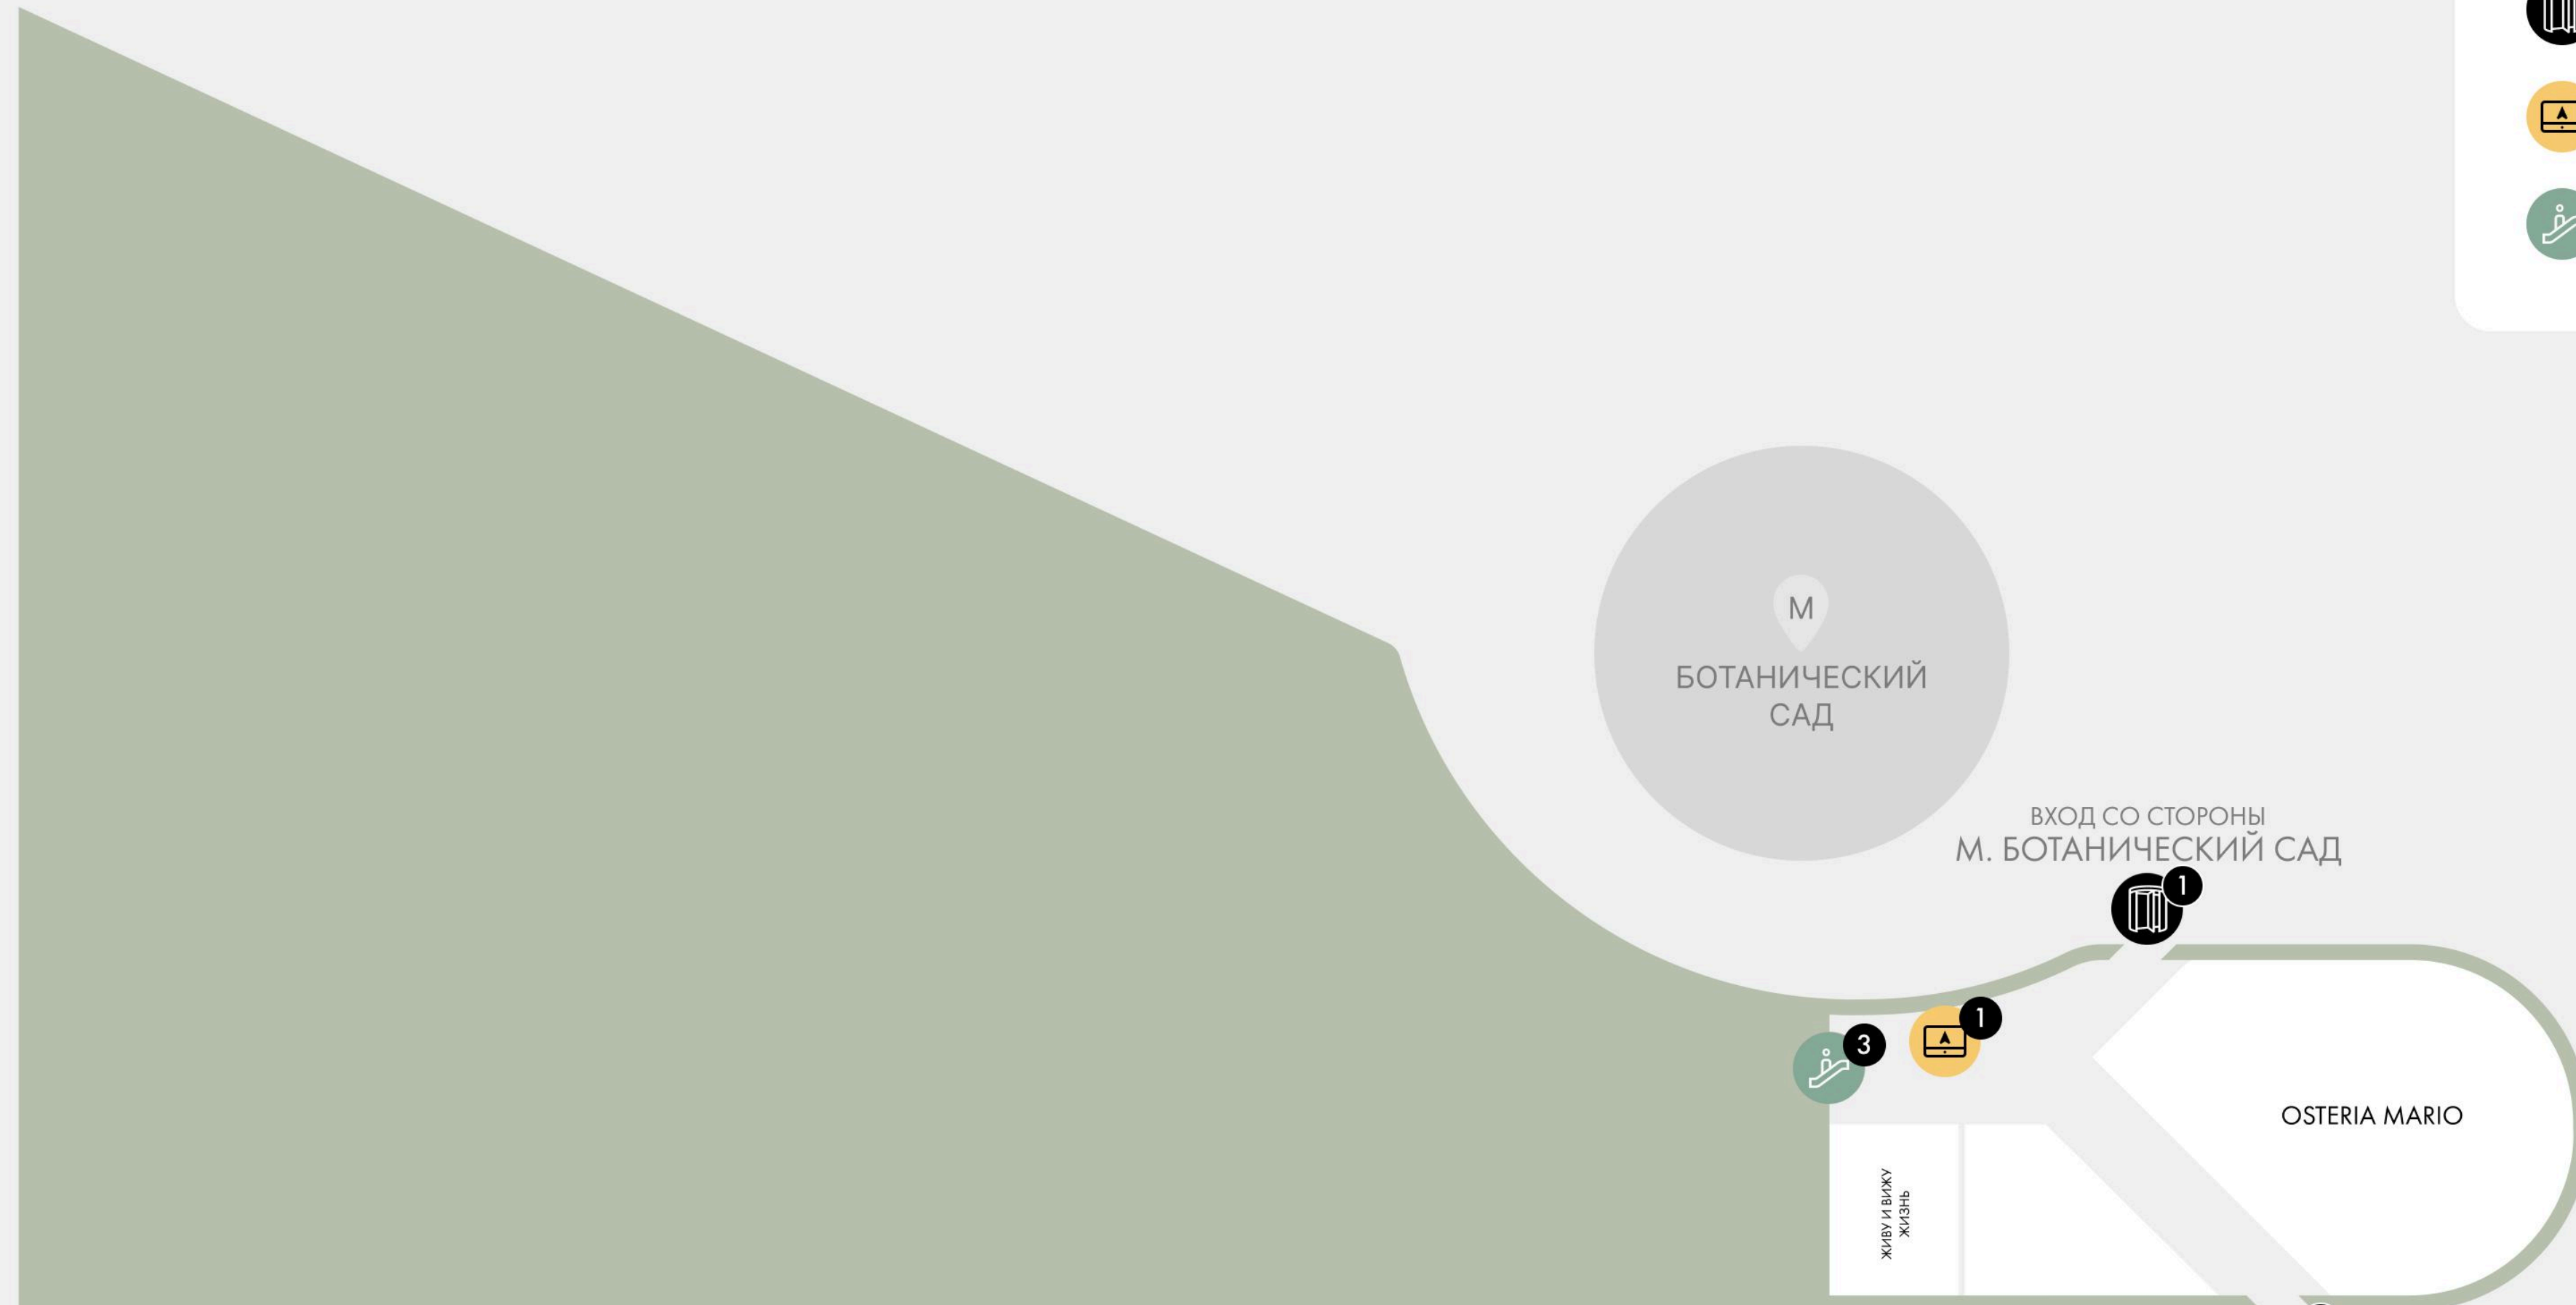 М
БОТАНИЧЕСКИЙ
САД
ВХОД СО СТОРОНЫ
М. БОТАНИЧЕСКИЙ САД
1
3
1
OSTERIA MARIO
ЖИВУ И ВИЖУ
ЖИЗНЬ